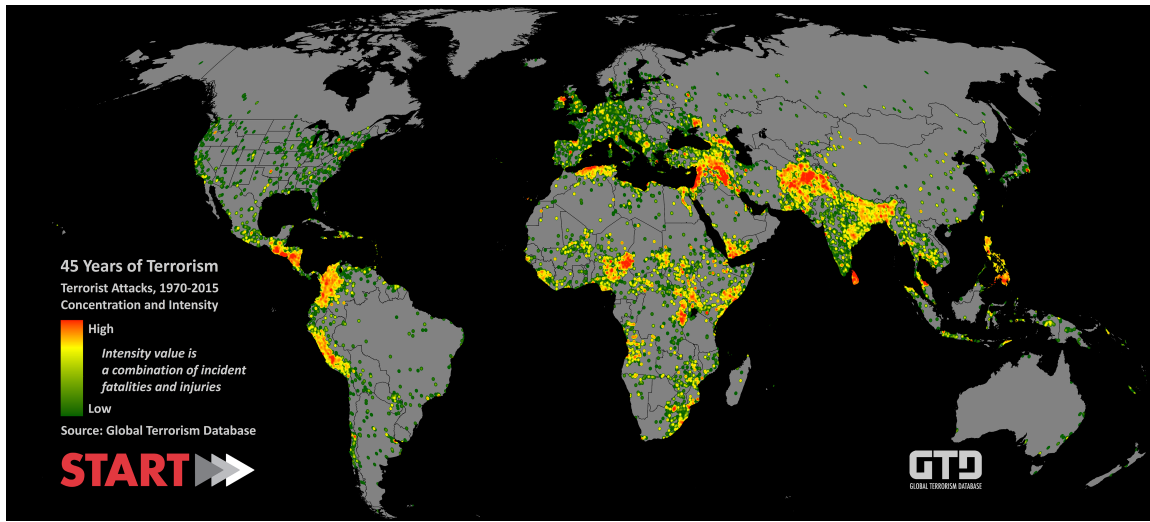 45 Years of Terrorism
Terrorist Attacks, 1970-2015
Concentration and Intensity
High
Intensity value is
a combination of incident
fatalities and injuries
Low
Source: Global Terrorism Database
START
GTD
GLOBAL TERRORISM DATABASE